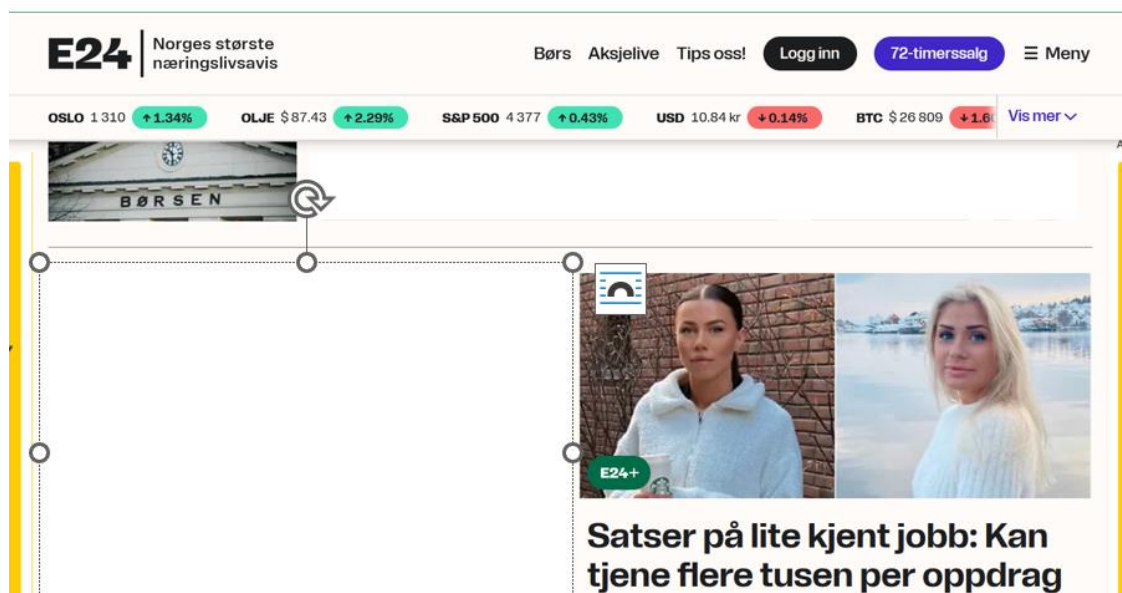 E24 Norges største
næringslivsavis
Børs Aksjelive Tips oss! Logg inn 72-timerssalg Meny
OSLO 1 310 ↑1.34% OLJE $87.43 ↑2.29% S&P 500 4 377 ↑0.43% USD 10.84 kr ↓0.14% BTC $26 809 Vis mer
BØRSEN
E24+
Satser på lite kjent jobb: Kan
tjene flere tusen per oppdrag